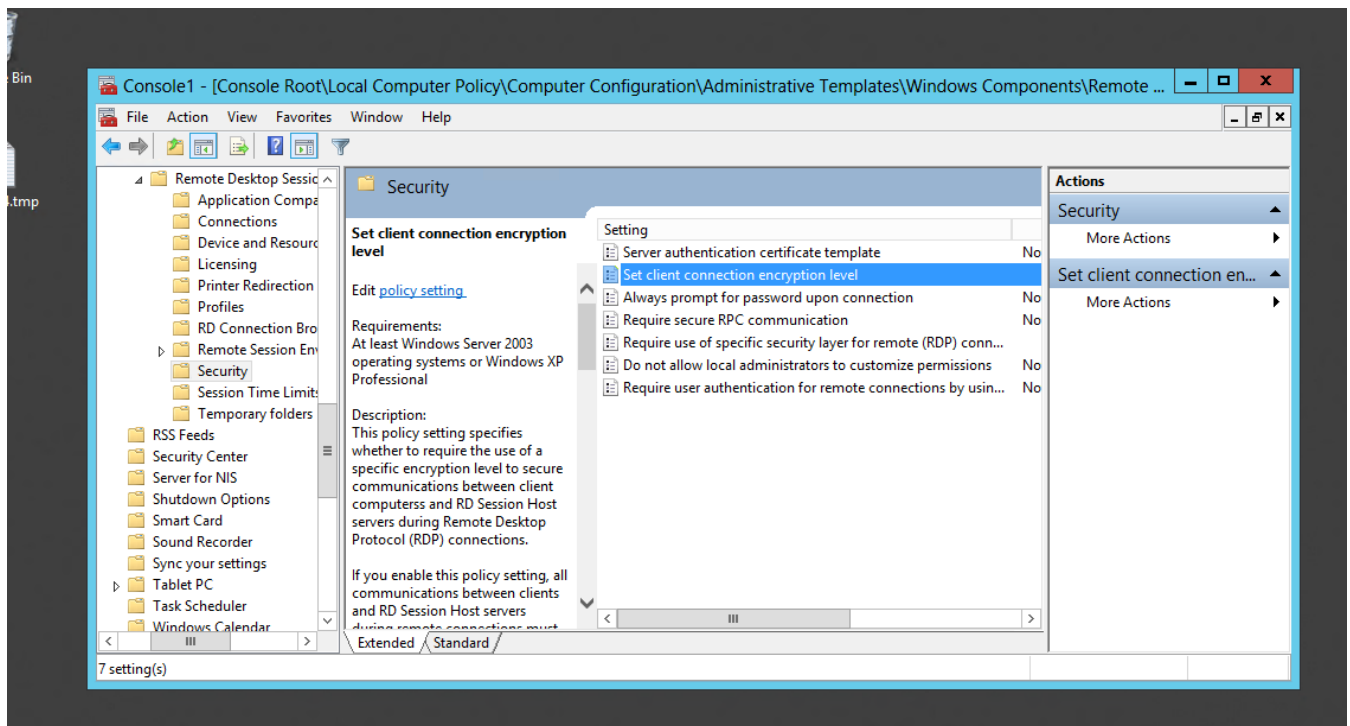 Bin
.tmp
Console1 - [Console Root\Local Computer Policy\Computer Configuration\Administrative Templates\Windows Components\Remote ...
File Action View Favorites Window Help
Remote Desktop Sessic
Application Compa
Connections
Device and Resourc
Licensing
Printer Redirection
Profiles
RD Connection Bro
Remote Session En
Security
Session Time Limit
Temporary folders
RSS Feeds
Security Center
Server for NIS
Shutdown Options
Smart Card
Sound Recorder
Sync your settings
Tablet PC
Task Scheduler
Windows Calendar
Security
Set client connection encryption
level
Edit policy setting
Requirements:
At least Windows Server 2003
operating systems or Windows XP
Professional
Description:
This policy setting specifies
whether to require the use of a
specific encryption level to secure
communications between client
computerss and RD Session Host
servers during Remote Desktop
Protocol (RDP) connections.
If you enable this policy setting, all
communications between clients
and RD Session Host servers
during remote connections must
Setting
Server authentication certificate template No
Set client connection encryption level
Always prompt for password upon connection No
Require secure RPC communication No
Require use of specific security layer for remote (RDP) conn...
Do not allow local administrators to customize permissions No
Require user authentication for remote connections by usin... No
Extended Standard
Actions
Security
More Actions
Set client connection en...
More Actions
7 setting(s)